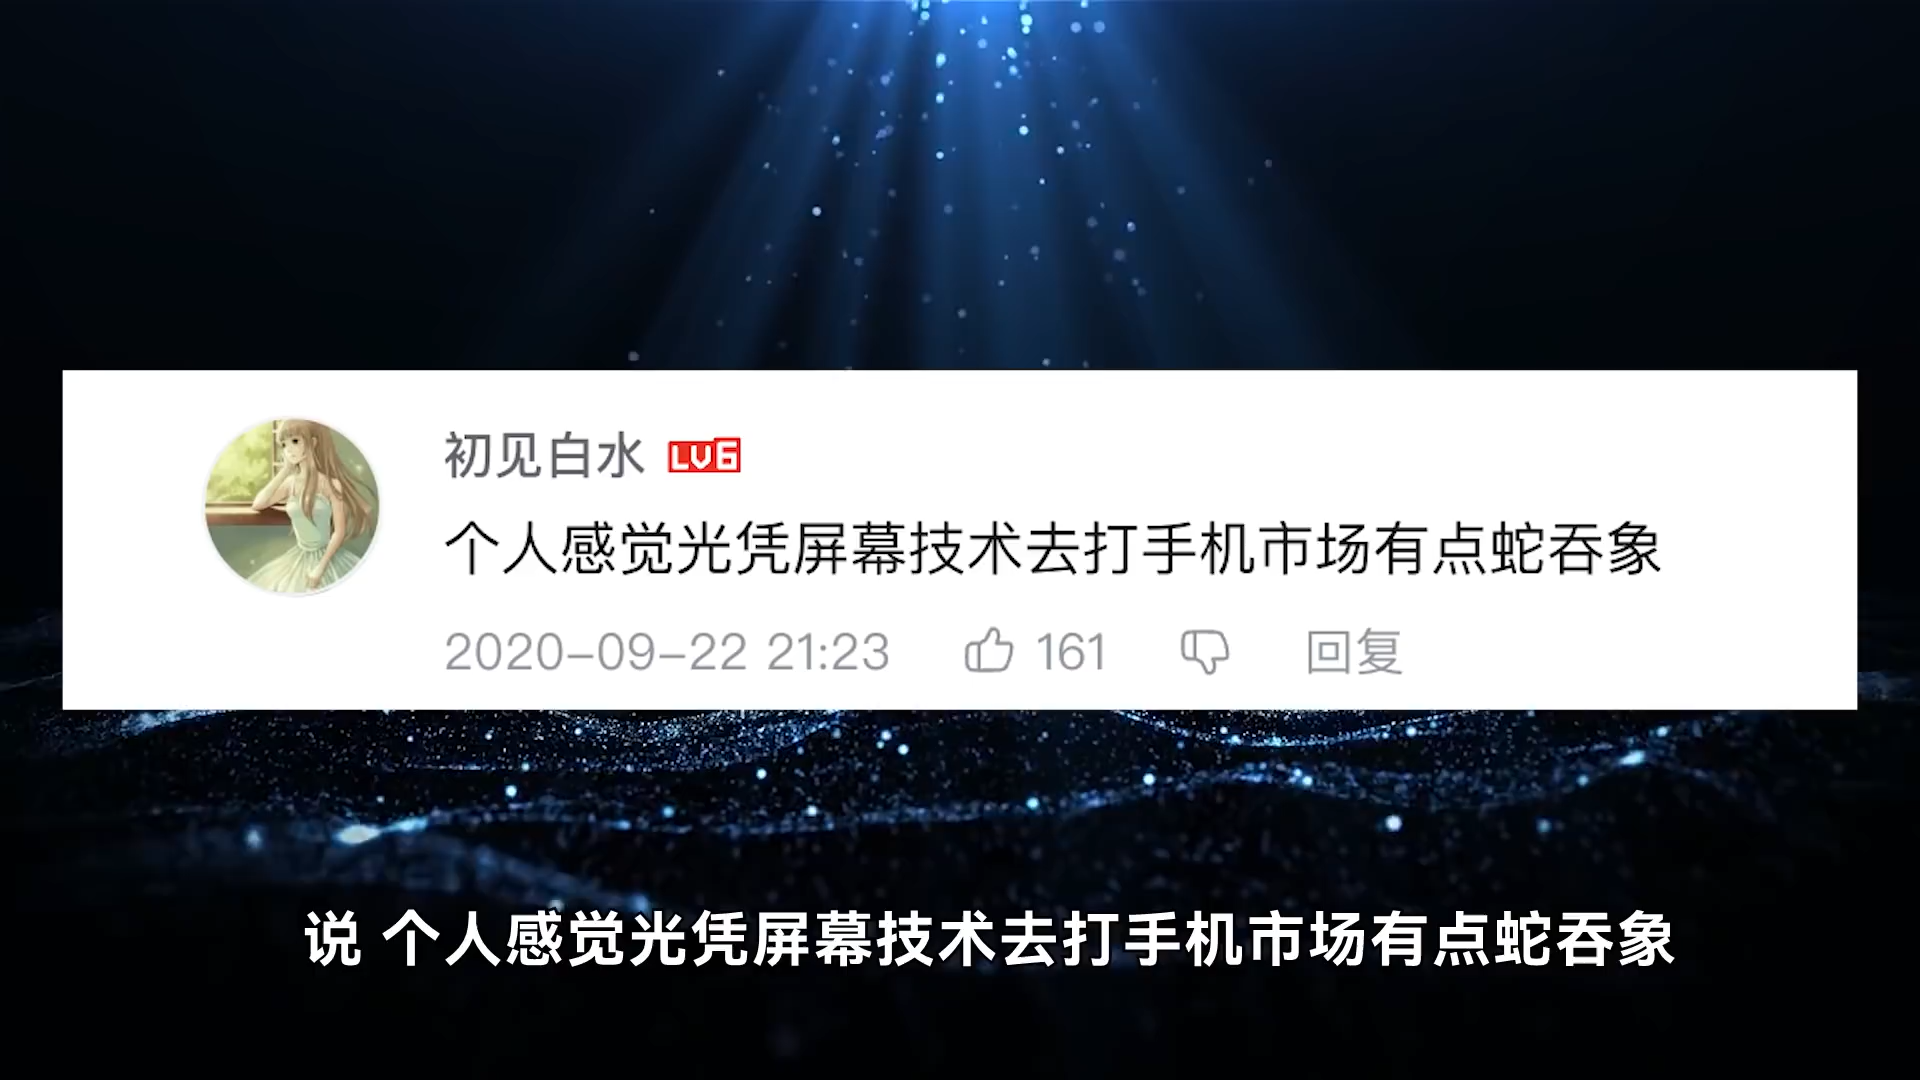 初见白水 LV6
个人感觉光凭屏幕技术去打手机市场有点蛇吞象
2020-09-22 21:23 161 回复
说 个人感觉光凭屏幕技术去打手机市场有点蛇吞象